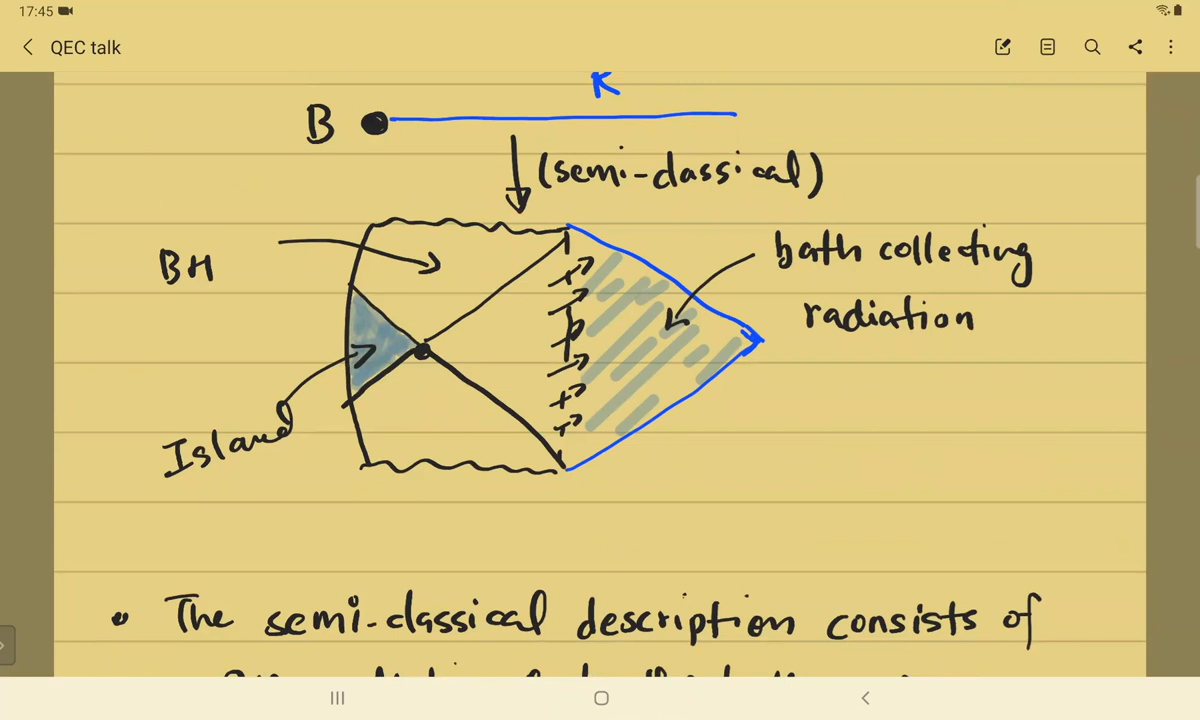 17:45
QEC talk
R
B
(semi-classical)
BH
bath collecting
radiation
Island
• The semi-classical description consists of